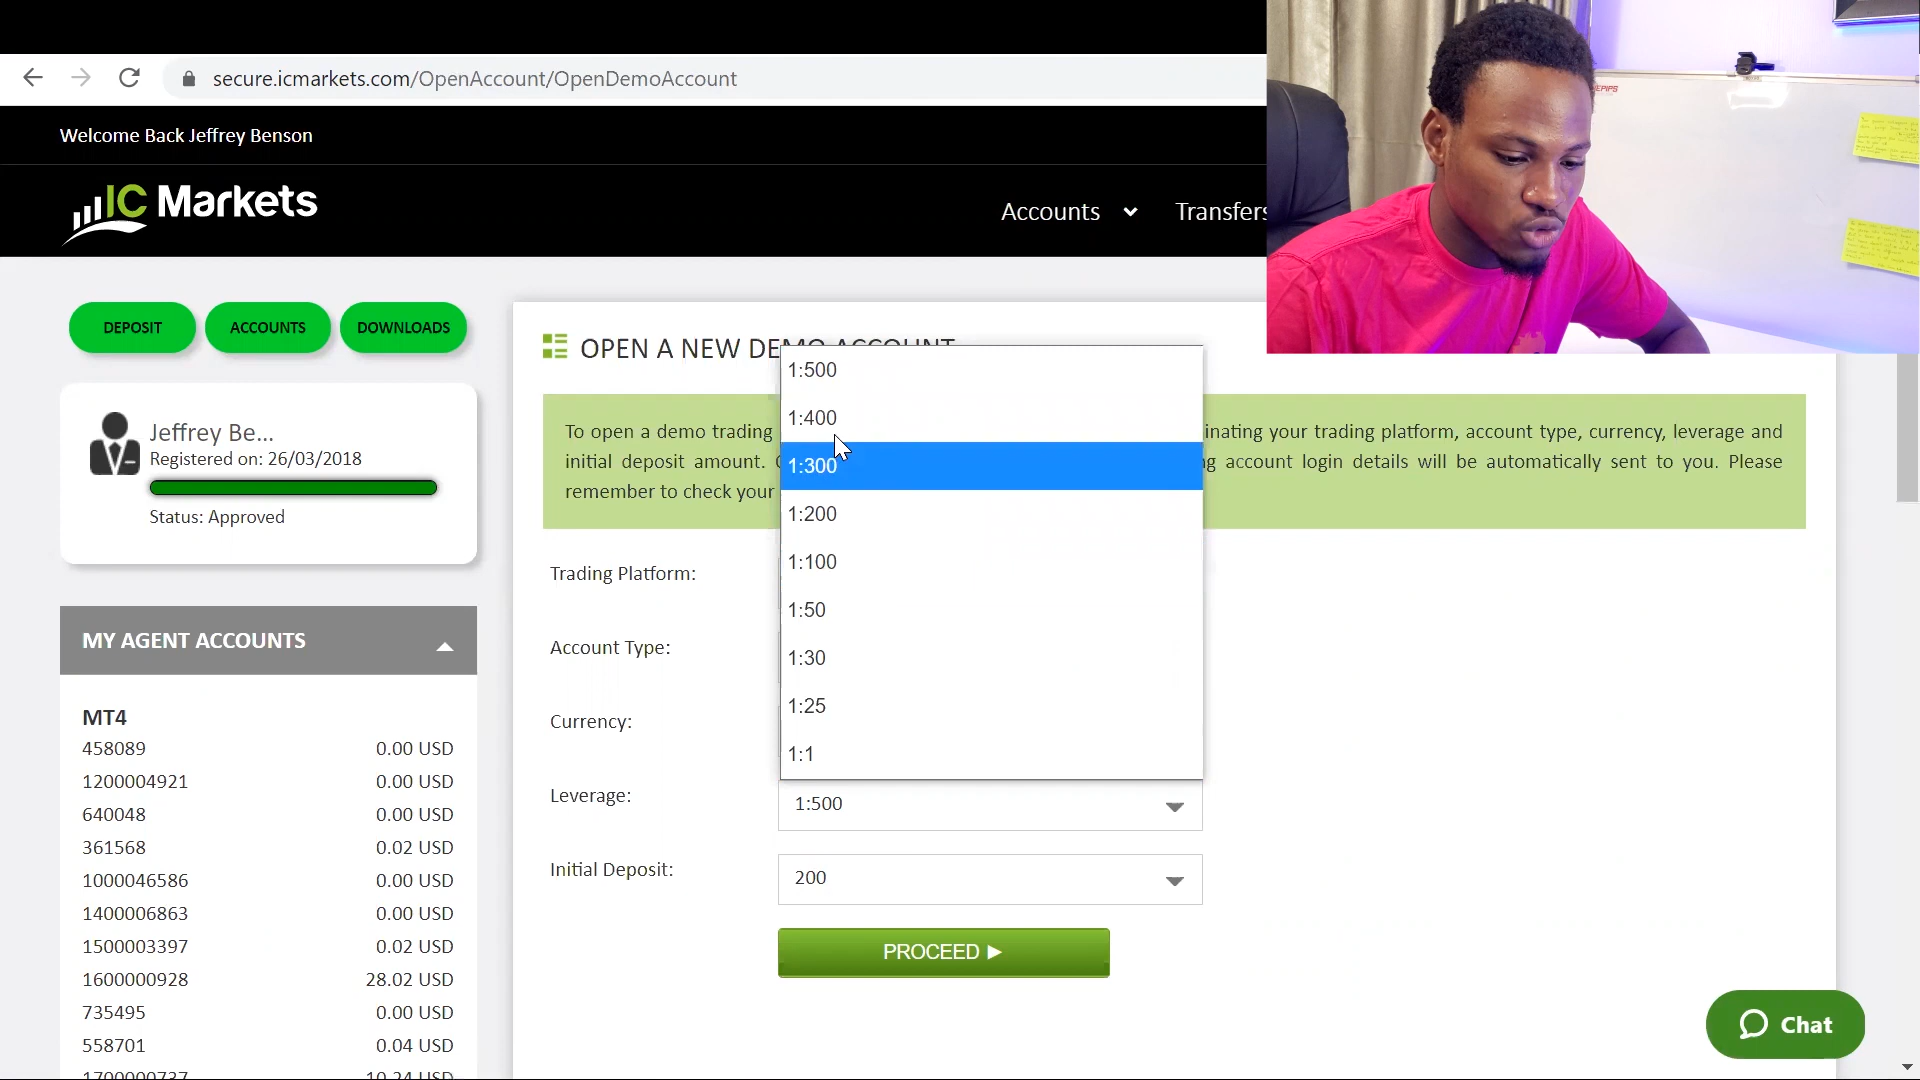 secure.icmarkets.com/OpenAccount/OpenDemoAccount
Welcome Back Jeffrey Benson
IC Markets
Accounts
Transfers
DEPOSIT
ACCOUNTS
DOWNLOADS
Jeffrey Be...
Registered on: 26/03/2018
Status: Approved
MY AGENT ACCOUNTS
MT4
458089 0.00 USD
1200004921 0.00 USD
640048 0.00 USD
361568 0.02 USD
1000046586 0.00 USD
1400006863 0.00 USD
1500003397 0.02 USD
1600000928 28.02 USD
735495 0.00 USD
558701 0.04 USD
1700000737 10.24 USD
OPEN A NEW DEMO ACCOUNT
To open a demo trading inating your trading platform, account type, currency, leverage and
initial deposit amount. g account login details will be automatically sent to you. Please
remember to check your
1:500
1:400
1:300
1:200
1:100
1:50
1:30
1:25
1:1
Trading Platform:
Account Type:
Currency:
Leverage: 1:500
Initial Deposit: 200
PROCEED ▶
Chat